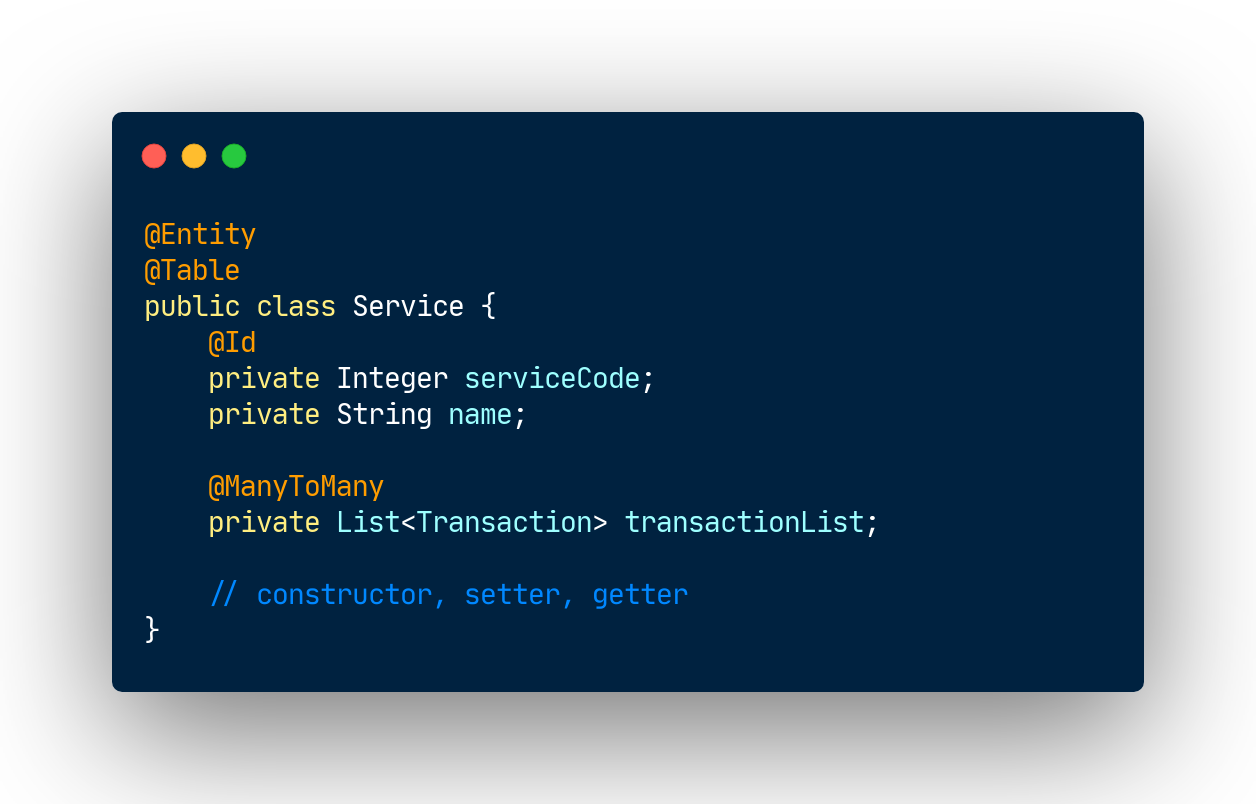 @Entity
@Table
public class Service {
    @Id
    private Integer serviceCode;
    private String name;

    @ManyToMany
    private List<Transaction> transactionList;

    // constructor, setter, getter
}